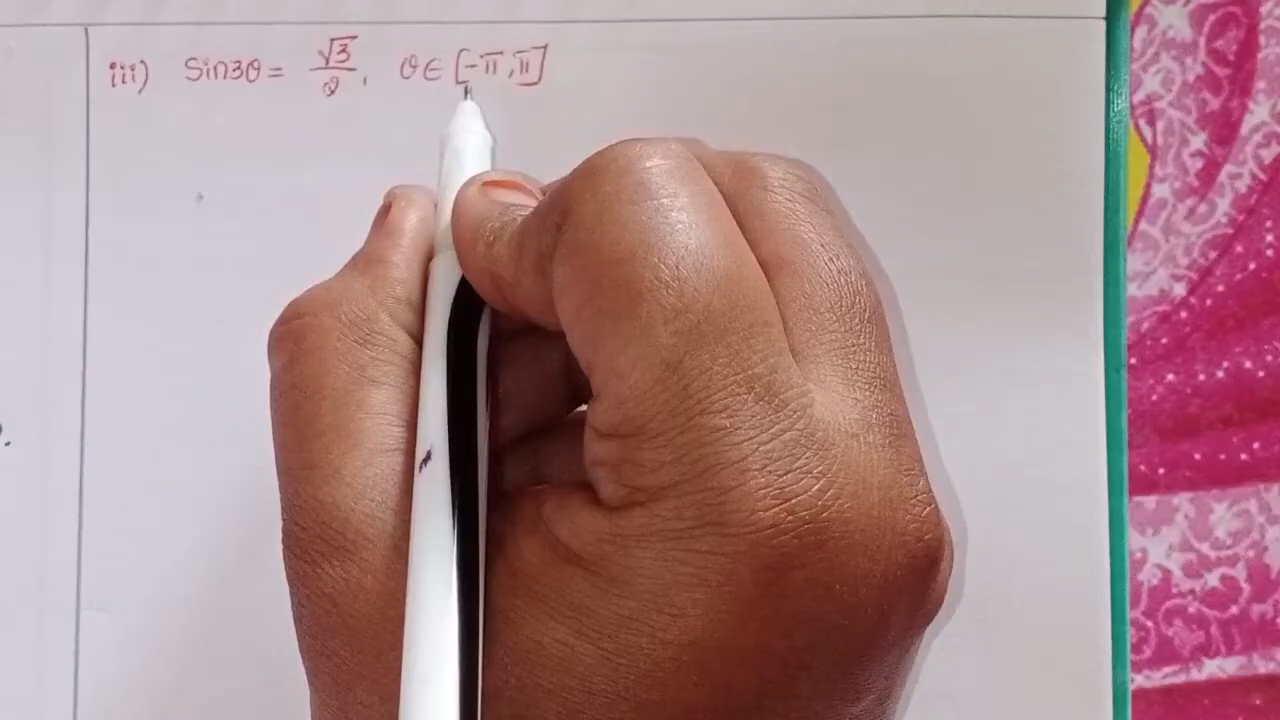 iii) Sin3θ = √3/2, θ ∈ [-π, π]